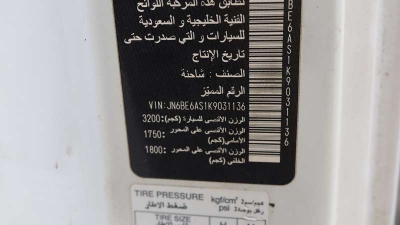 تطابق هذه المركبة اللوائح
الفنية الخليجية و السعودية
للسيارات و التي صدرت حتى
تاريخ الإنتاج
الصنف: شاحنة
الرقم المميّز
VIN: JN6BE6AS1K9031136
الوزن الأقصى للسيارة (كجم): 3200
الوزن الأقصى على المحور الأمامي (كجم): 1750
الوزن الأقصى على المحور الخلفي (كجم): 1800
BE6AS1K9031136
TIRE PRESSURE
ضغط الإطار
kgf/cm²
psi
TIRE SIZE